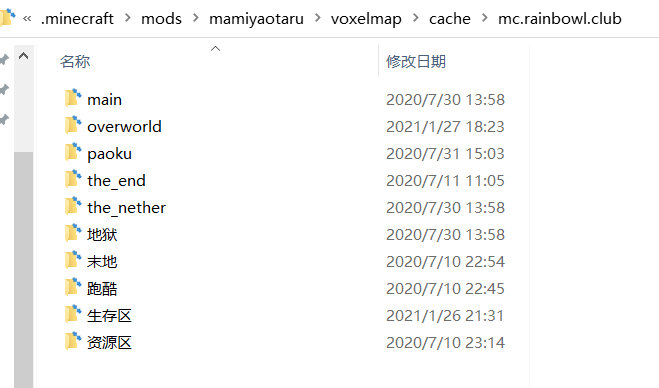 « .minecraft > mods > mamiyaotaru > voxelmap > cache > mc.rainbowl.club
名称 修改日期
main 2020/7/30 13:58
overworld 2021/1/27 18:23
paoku 2020/7/31 15:03
the_end 2020/7/11 11:05
the_nether 2020/7/30 13:58
地狱 2020/7/30 13:58
末地 2020/7/10 22:54
跑酷 2020/7/10 22:45
生存区 2021/1/26 21:31
资源区 2020/7/10 23:14